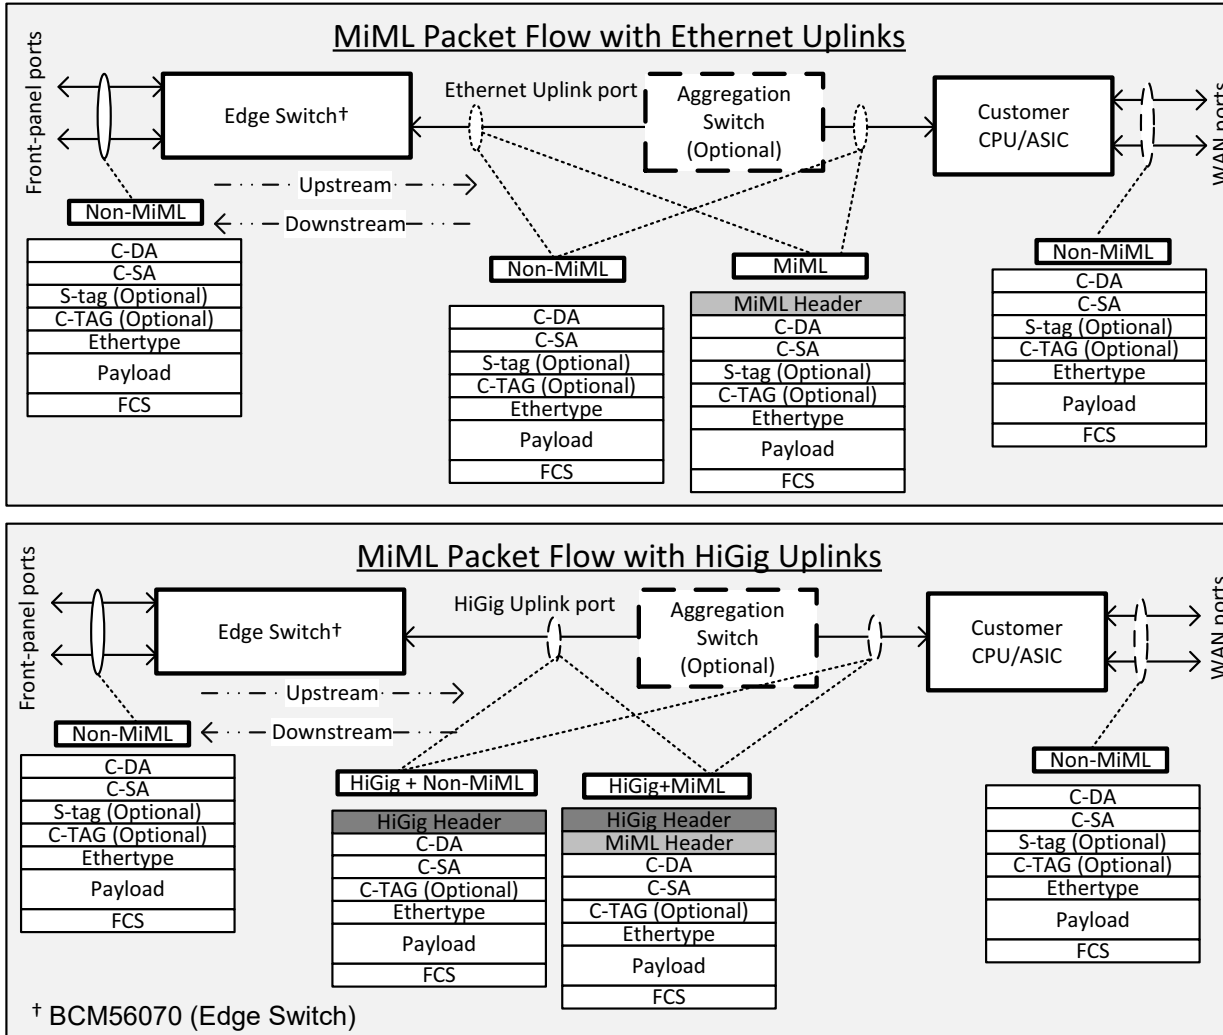 MiML Packet Flow with Ethernet Uplinks
Front-panel ports
Edge Switch†
Ethernet Uplink port
Aggregation
Switch
(Optional)
Customer
CPU/ASIC
WAN ports
Upstream
Downstream
Non-MiML
C-DA
C-SA
S-tag (Optional)
C-TAG (Optional)
Ethertype
Payload
FCS
Non-MiML
C-DA
C-SA
S-tag (Optional)
C-TAG (Optional)
Ethertype
Payload
FCS
MiML
MiML Header
C-DA
C-SA
S-tag (Optional)
C-TAG (Optional)
Ethertype
Payload
FCS
Non-MiML
C-DA
C-SA
S-tag (Optional)
C-TAG (Optional)
Ethertype
Payload
FCS
MiML Packet Flow with HiGig Uplinks
Front-panel ports
Edge Switch†
HiGig Uplink port
Aggregation
Switch
(Optional)
Customer
CPU/ASIC
WAN ports
Upstream
Downstream
Non-MiML
C-DA
C-SA
S-tag (Optional)
C-TAG (Optional)
Ethertype
Payload
FCS
HiGig + Non-MiML
HiGig Header
C-DA
C-SA
C-TAG (Optional)
Ethertype
Payload
FCS
HiGig+MiML
HiGig Header
MiML Header
C-DA
C-SA
C-TAG (Optional)
Ethertype
Payload
FCS
Non-MiML
C-DA
C-SA
S-tag (Optional)
C-TAG (Optional)
Ethertype
Payload
FCS
† BCM56070 (Edge Switch)